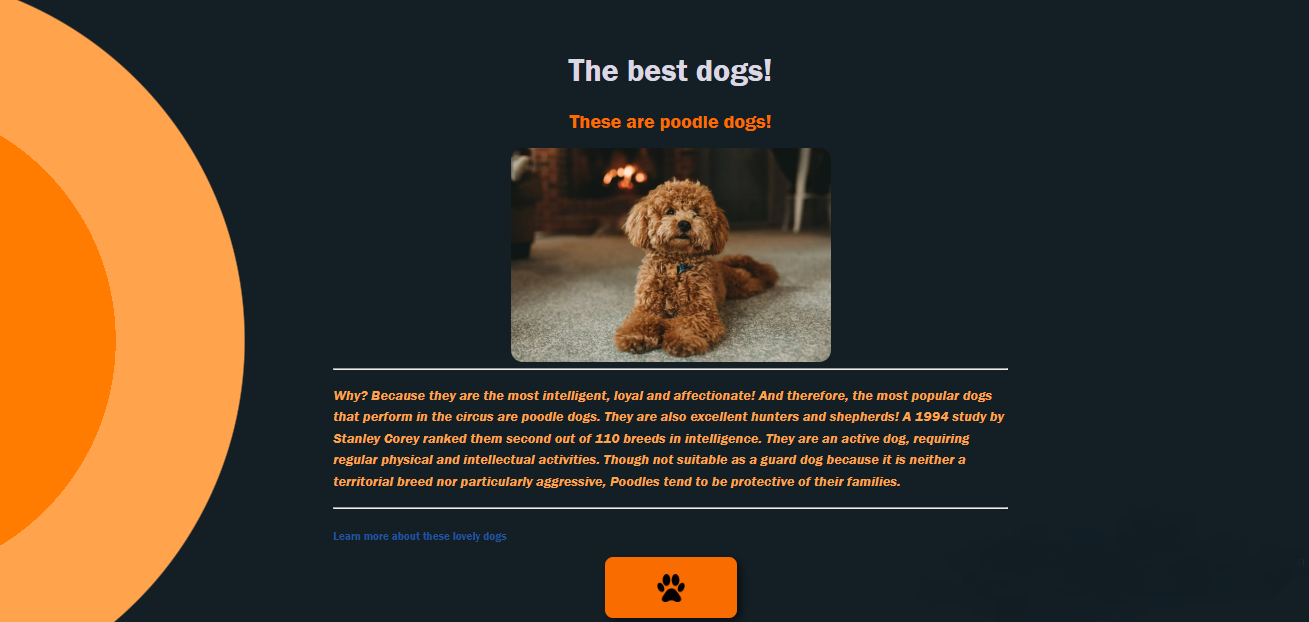 The best dogs!
These are poodle dogs!
Why? Because they are the most intelligent, loyal and affectionate! And therefore, the most popular dogs
that perform in the circus are poodle dogs. They are also excellent hunters and shepherds! A 1994 study by
Stanley Corey ranked them second out of 110 breeds in intelligence. They are an active dog, requiring
regular physical and intellectual activities. Though not suitable as a guard dog because it is neither a
territorial breed nor particularly aggressive, Poodles tend to be protective of their families.
Learn more about these lovely dogs